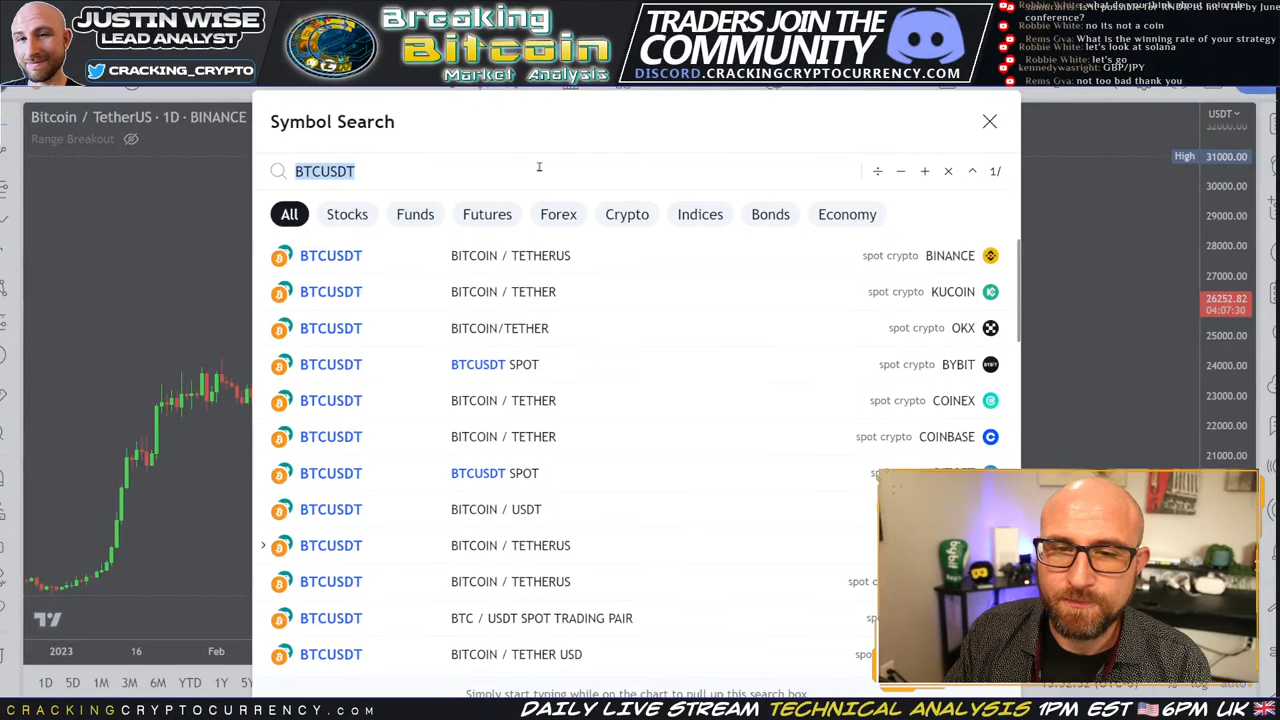 JUSTIN WISE
LEAD ANALYST
CRACKING_CRYPTO
Breaking
Bitcoin
Market Analysis
TRADERS JOIN THE
COMMUNITY
DISCORD.CRACKINGCRYPTOCURRENCY.COM
conference?
Robbie White: no its not a coin
Rems Gva: What is the winning rate of your strategy
Robbie White: let's look at solana
Robbie White: let's go
kennedywasright: GBP/JPY
Rems Gva: not too bad thank you
Bitcoin / TetherUS · 1D · BINANCE
Range Breakout
Symbol Search
BTCUSDT
÷ − + × 1/
All Stocks Funds Futures Forex Crypto Indices Bonds Economy
BTCUSDT BITCOIN / TETHERUS spot crypto BINANCE
BTCUSDT BITCOIN / TETHER spot crypto KUCOIN
BTCUSDT BITCOIN/TETHER spot crypto OKX
BTCUSDT BTCUSDT SPOT spot crypto BYBIT
BTCUSDT BITCOIN / TETHER spot crypto COINEX
BTCUSDT BITCOIN / TETHER spot crypto COINBASE
BTCUSDT BTCUSDT SPOT
BTCUSDT BITCOIN / USDT
BTCUSDT BITCOIN / TETHERUS
BTCUSDT BITCOIN / TETHERUS
BTCUSDT BTC / USDT SPOT TRADING PAIR
BTCUSDT BITCOIN / TETHER USD
Simply start typing while on the chart to pull up this search box
USDT
32000.00
High 31000.00
30000.00
29000.00
28000.00
27000.00
26252.82
04:07:30
25000.00
24000.00
23000.00
22000.00
21000.00
bybit
2023 16 Feb
1D 5D 1M 3M 6M YTD 1Y
CRACKINGCRYPTOCURRENCY.COM
DAILY LIVE STREAM TECHNICAL ANALYSIS 1PM EST 6PM UK